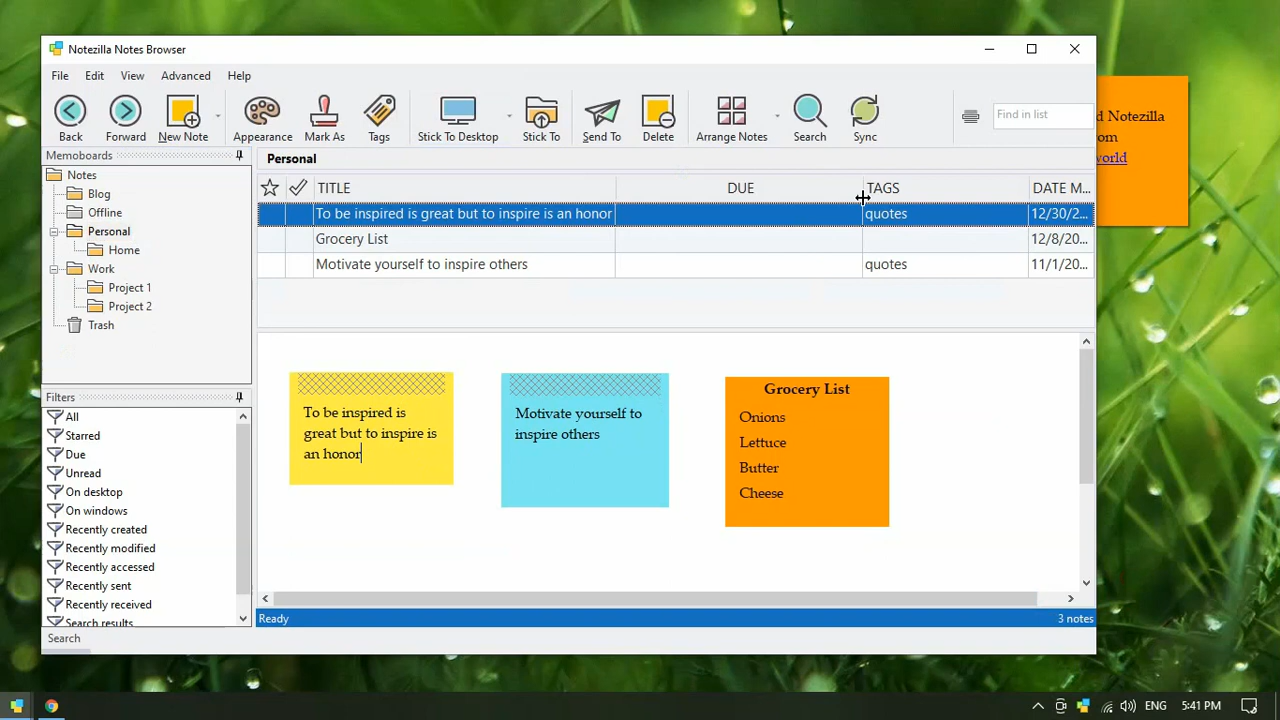 Notezilla Notes Browser
File Edit View Advanced Help
Back Forward New Note Appearance Mark As Tags Stick To Desktop Stick To Send To Delete Arrange Notes Search Sync Find in list
Memoboards
Notes
Blog
Offline
Personal
Home
Work
Project 1
Project 2
Trash
Filters
All
Starred
Due
Unread
On desktop
On windows
Recently created
Recently modified
Recently accessed
Recently sent
Recently received
Search results
Search
Personal
TITLE DUE TAGS DATE M...
To be inspired is great but to inspire is an honor quotes 12/30/2...
Grocery List 12/8/20...
Motivate yourself to inspire others quotes 11/1/20...
To be inspired is
great but to inspire is
an honor
Motivate yourself to
inspire others
Grocery List
Onions
Lettuce
Butter
Cheese
Ready 3 notes
d Notezilla
om
world
ENG 5:41 PM